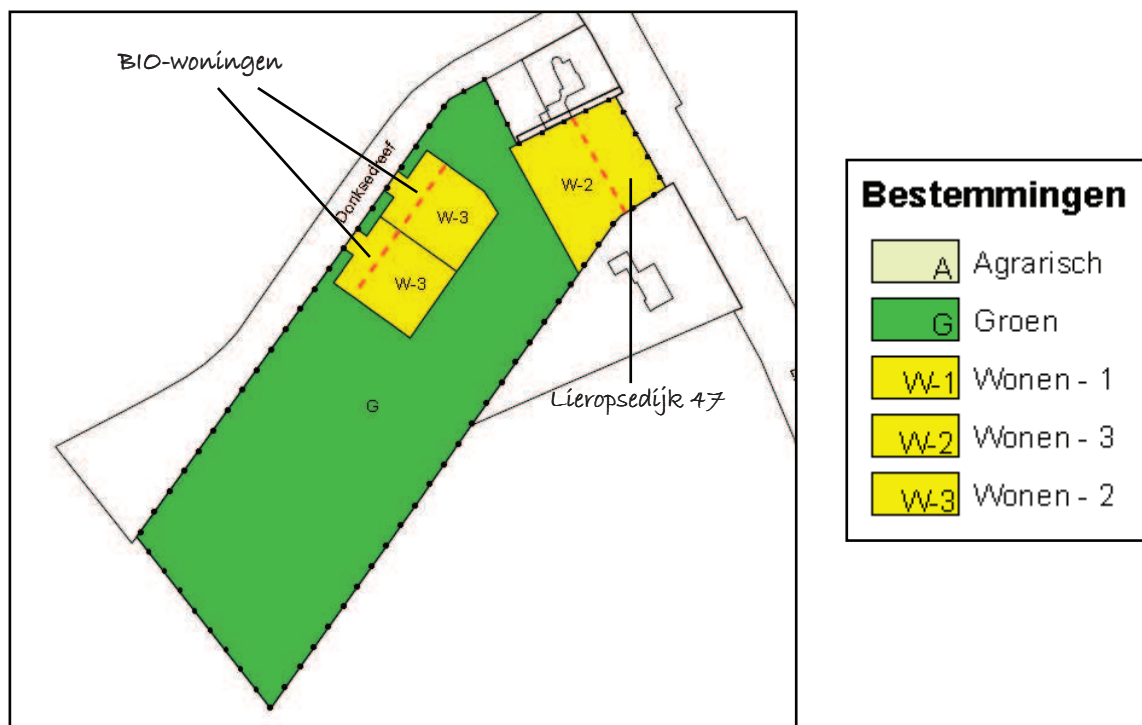 BIO-woningen
Donksedreef
W-2
W-3
W-3
Lieropsedijk 47
G
Bestemmingen
A Agrarisch
G Groen
W-1 Wonen - 1
W-2 Wonen - 3
W-3 Wonen - 2